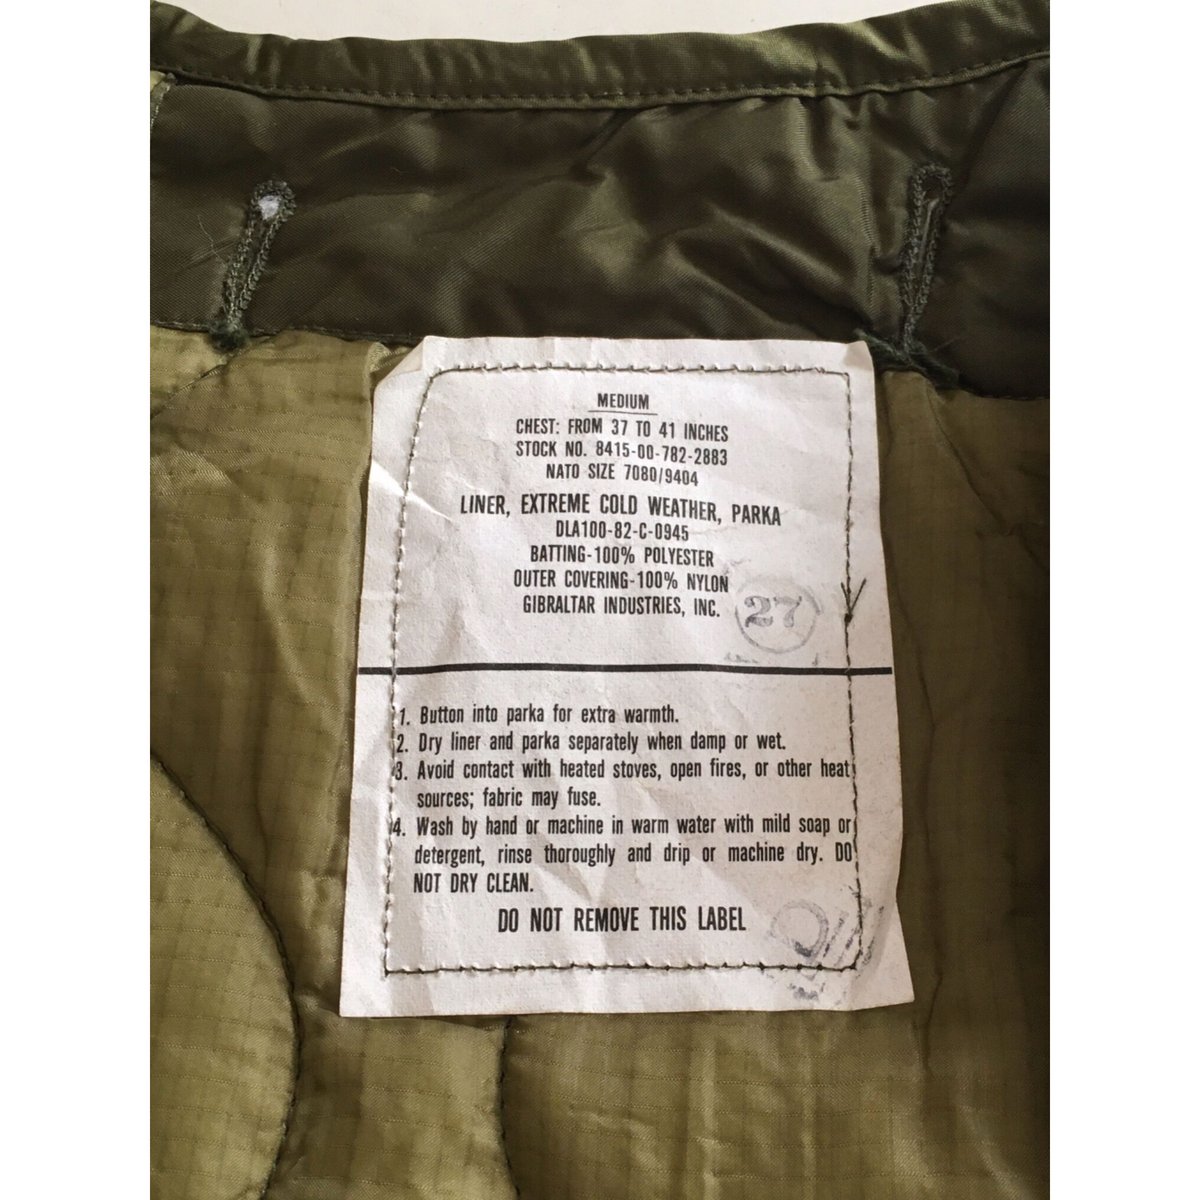 MEDIUM
CHEST: FROM 37 TO 41 INCHES
STOCK NO. 8415-00-782-2883
NATO SIZE 7080/9404
LINER, EXTREME COLD WEATHER, PARKA
DLA100-82-C-0945
BATTING-100% POLYESTER
OUTER COVERING-100% NYLON
GIBRALTAR INDUSTRIES, INC.
27
1. Button into parka for extra warmth.
2. Dry liner and parka separately when damp or wet.
3. Avoid contact with heated stoves, open fires, or other heat
sources; fabric may fuse.
4. Wash by hand or machine in warm water with mild soap or
detergent, rinse thoroughly and drip or machine dry. DO
NOT DRY CLEAN.
DO NOT REMOVE THIS LABEL